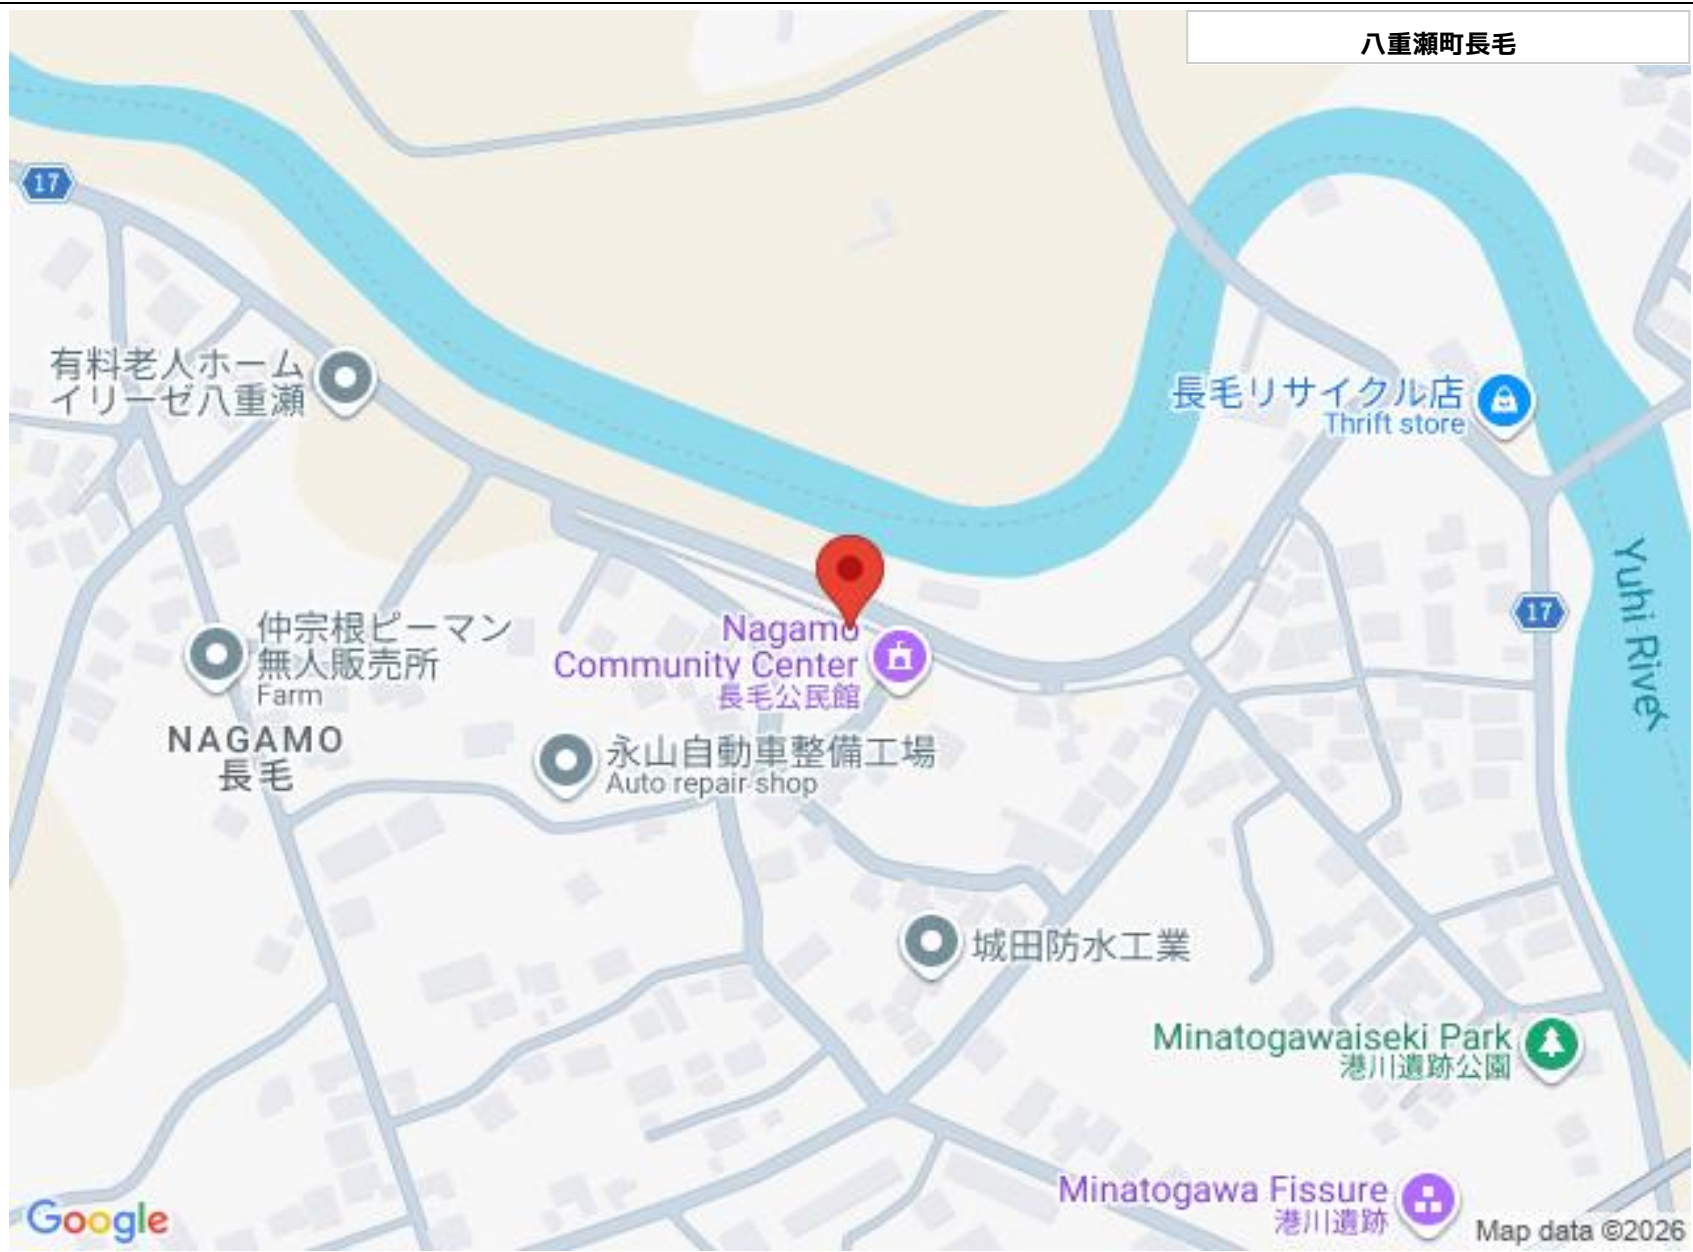 八重瀬町長毛
17
有料老人ホーム
イリーゼ八重瀬
長毛リサイクル店
Thrift store
17
Yuhi River
仲宗根ピーマン
無人販売所
Farm
Nagamo
Community Center
長毛公民館
NAGAMO
長毛
永山自動車整備工場
Auto repair shop
城田防水工業
Minatogawaiseki Park
港川遺跡公園
Minatogawa Fissure
港川遺跡
Google
Map data ©2026